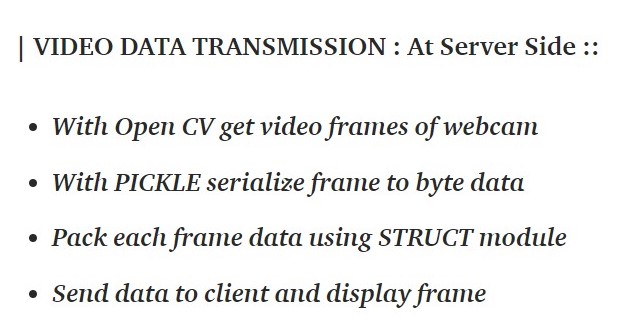 | VIDEO DATA TRANSMISSION : At Server Side ::
• With Open CV get video frames of webcam
• With PICKLE serialize frame to byte data
• Pack each frame data using STRUCT module
• Send data to client and display frame